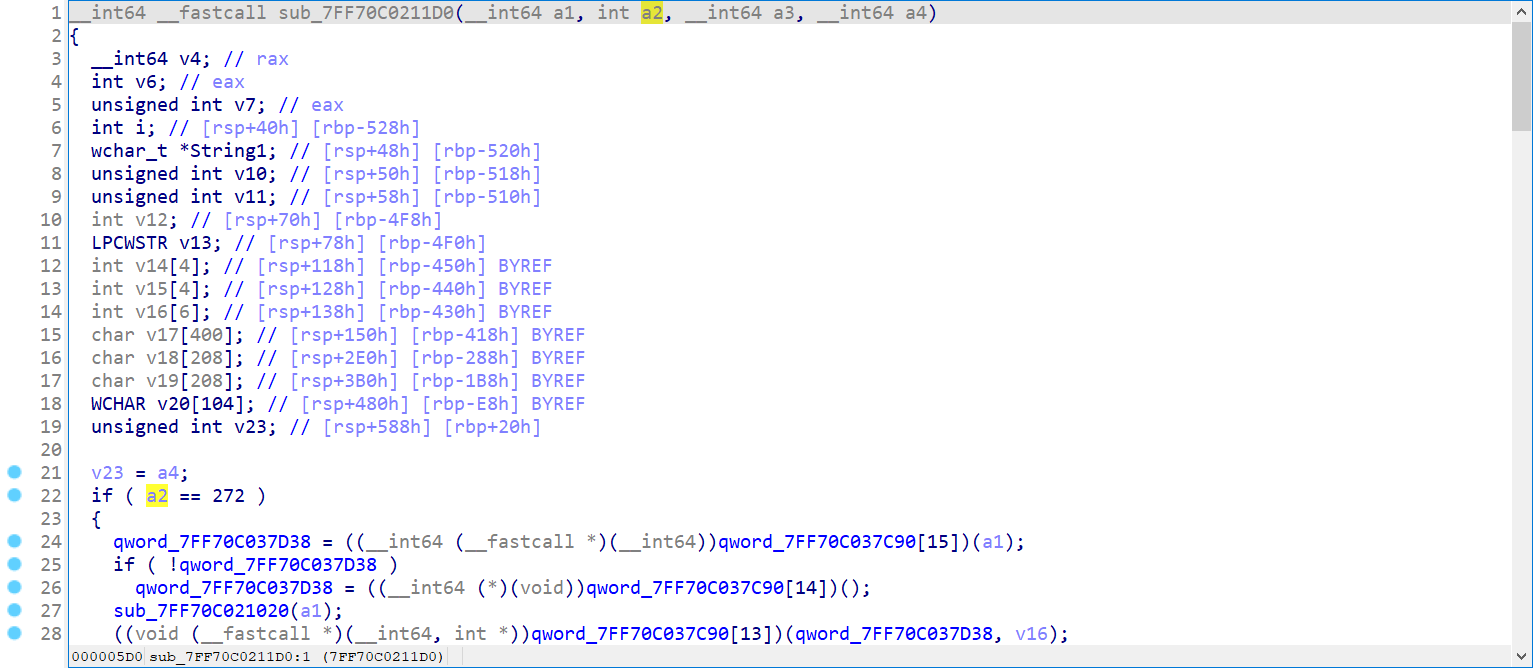 1 __int64 __fastcall sub_7FF70C0211D0(__int64 a1, int a2, __int64 a3, __int64 a4)
2 {
3   __int64 v4; // rax
4   int v6; // eax
5   unsigned int v7; // eax
6   int i; // [rsp+40h] [rbp-528h]
7   wchar_t *String1; // [rsp+48h] [rbp-520h]
8   unsigned int v10; // [rsp+50h] [rbp-518h]
9   unsigned int v11; // [rsp+58h] [rbp-510h]
10   int v12; // [rsp+70h] [rbp-4F8h]
11   LPCWSTR v13; // [rsp+78h] [rbp-4F0h]
12   int v14[4]; // [rsp+118h] [rbp-450h] BYREF
13   int v15[4]; // [rsp+128h] [rbp-440h] BYREF
14   int v16[6]; // [rsp+138h] [rbp-430h] BYREF
15   char v17[400]; // [rsp+150h] [rbp-418h] BYREF
16   char v18[208]; // [rsp+2E0h] [rbp-288h] BYREF
17   char v19[208]; // [rsp+3B0h] [rbp-1B8h] BYREF
18   WCHAR v20[104]; // [rsp+480h] [rbp-E8h] BYREF
19   unsigned int v23; // [rsp+588h] [rbp+20h]
20
21   v23 = a4;
22   if ( a2 == 272 )
23   {
24     qword_7FF70C037D38 = ((__int64 (__fastcall *)(__int64))qword_7FF70C037C90[15])(a1);
25     if ( !qword_7FF70C037D38 )
26       qword_7FF70C037D38 = ((__int64 (*)(void))qword_7FF70C037C90[14])();
27     sub_7FF70C021020(a1);
28     ((void (__fastcall *)(__int64, int *))qword_7FF70C037C90[13])(qword_7FF70C037D38, v16);
000005D0 sub_7FF70C0211D0:1 (7FF70C0211D0)